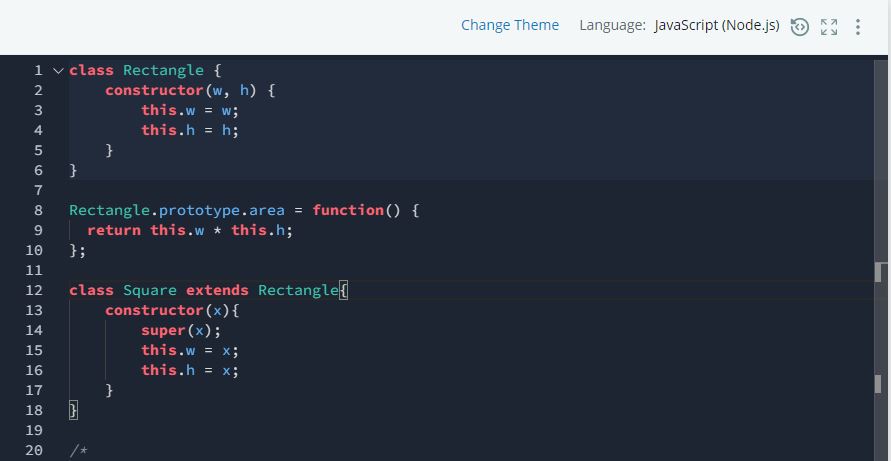 Change Theme Language: JavaScript (Node.js)
1 class Rectangle {
2     constructor(w, h) {
3         this.w = w;
4         this.h = h;
5     }
6 }
7
8 Rectangle.prototype.area = function() {
9   return this.w * this.h;
10 };
11
12 class Square extends Rectangle{
13     constructor(x){
14         super(x);
15         this.w = x;
16         this.h = x;
17     }
18 }
19
20 /*